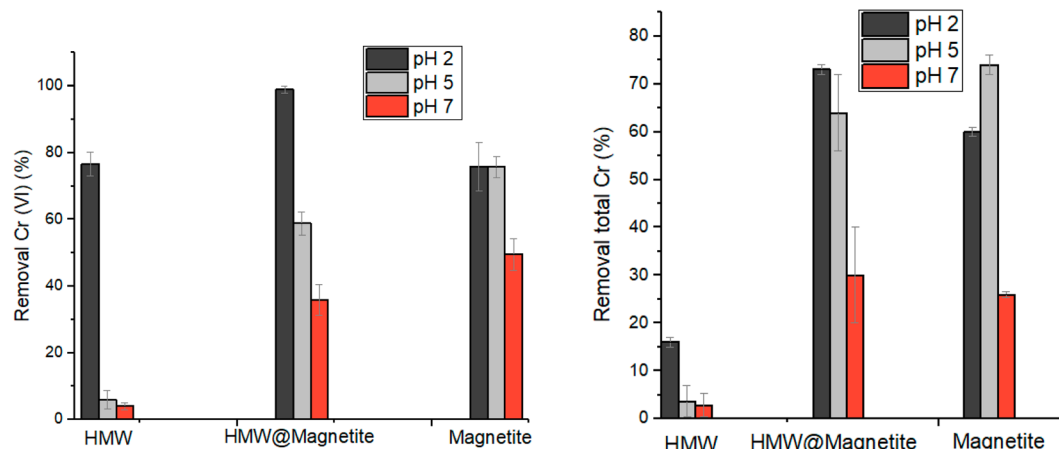 Removal Cr (VI) (%)
100
80
60
40
20
0
pH 2
pH 5
pH 7
HMW
HMW@Magnetite
Magnetite
Removal total Cr (%)
80
70
60
50
40
30
20
10
0
pH 2
pH 5
pH 7
HMW
HMW@Magnetite
Magnetite